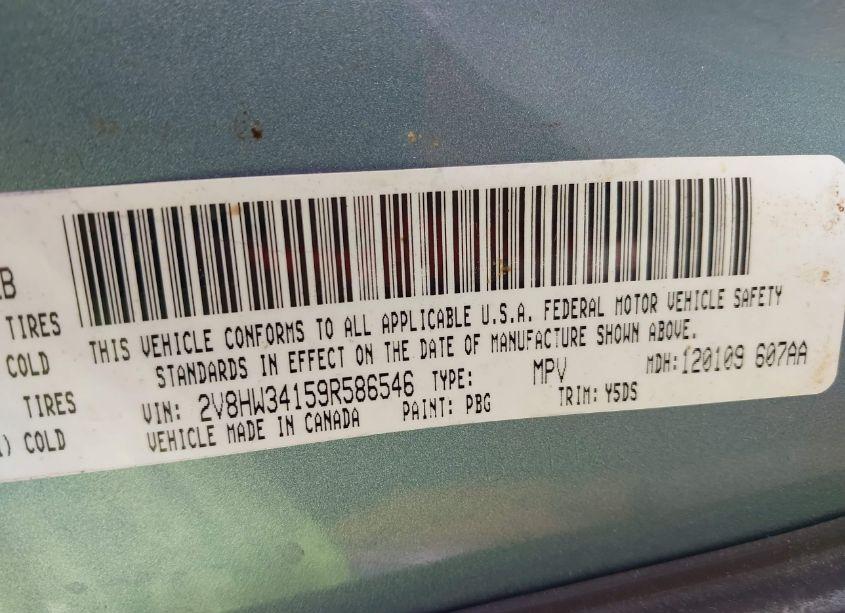 LB
TIRES
COLD
TIRES
) COLD
THIS VEHICLE CONFORMS TO ALL APPLICABLE U.S.A. FEDERAL MOTOR VEHICLE SAFETY
STANDARDS IN EFFECT ON THE DATE OF MANUFACTURE SHOWN ABOVE.
VIN: 2V8HW34159R586546 TYPE: MPV MDH: 120109 607AA
VEHICLE MADE IN CANADA PAINT: PBG TRIM: Y5DS